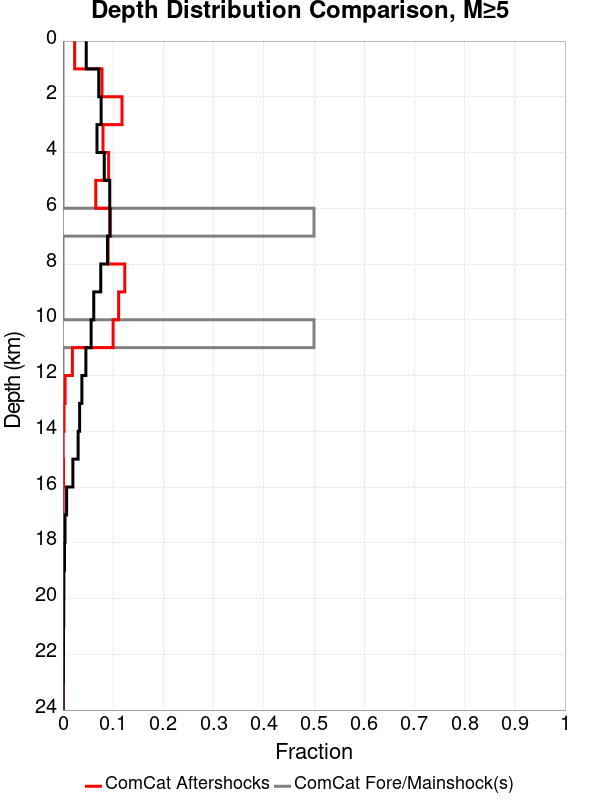 Depth Distribution Comparison, M≥5
0
2
4
6
8
10
12
14
16
18
20
22
24
Depth (km)
0 0.1 0.2 0.3 0.4 0.5 0.6 0.7 0.8 0.9 1
Fraction
ComCat Aftershocks ComCat Fore/Mainshock(s)